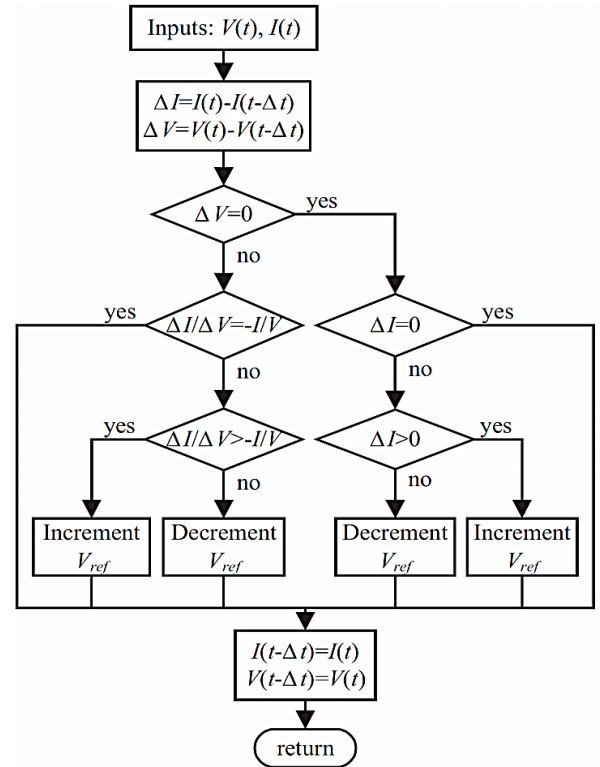 Inputs: V(t), I(t)
ΔI=I(t)-I(t-Δt)
ΔV=V(t)-V(t-Δt)
ΔV=0
yes
no
yes
ΔI/ΔV=-I/V
ΔI=0
yes
no
no
yes
ΔI/ΔV>-I/V
ΔI>0
yes
no
no
Increment
Vref
Decrement
Vref
Decrement
Vref
Increment
Vref
I(t-Δt)=I(t)
V(t-Δt)=V(t)
return